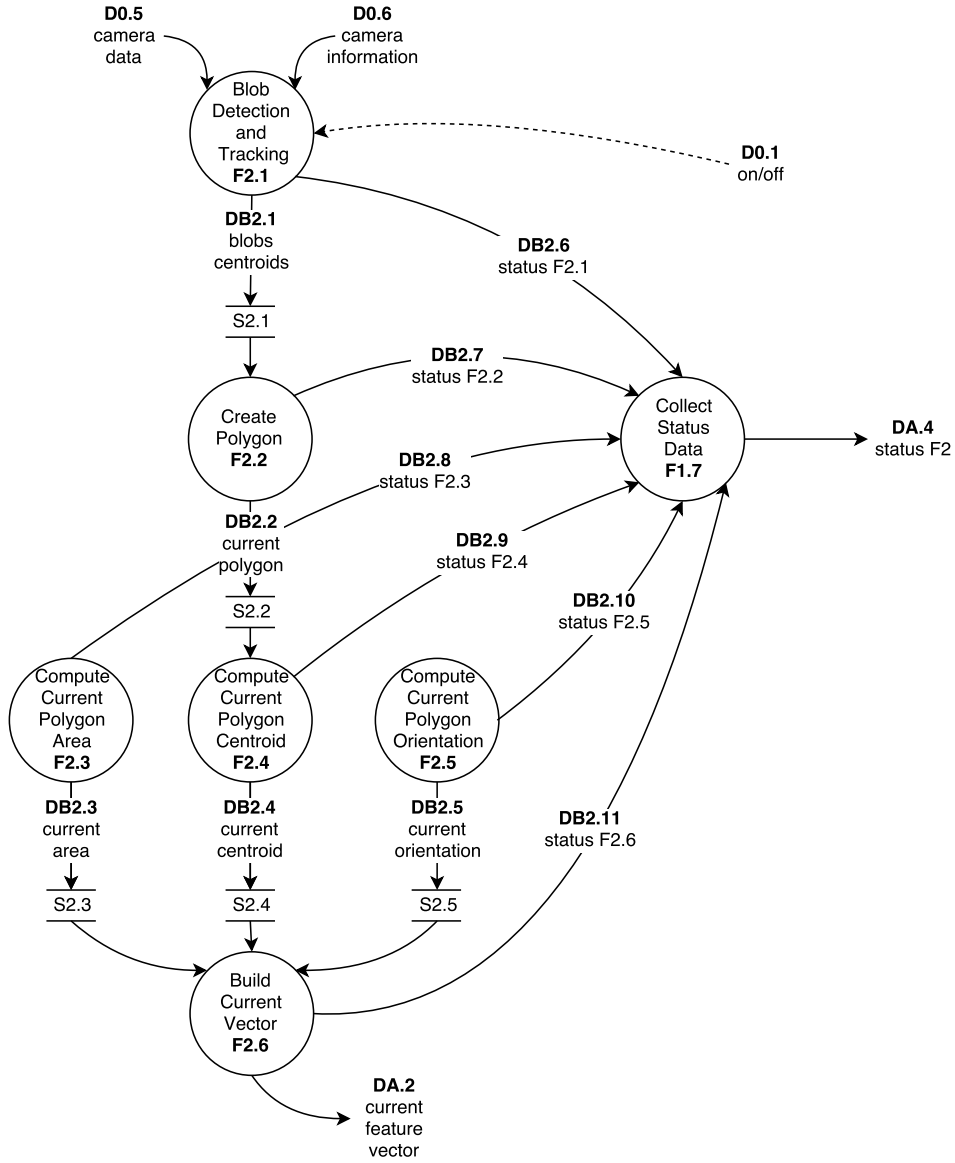 D0.5
camera
data
D0.6
camera
information
Blob
Detection
and
Tracking
F2.1
D0.1
on/off
DB2.1
blobs
centroids
DB2.6
status F2.1
S2.1
DB2.7
status F2.2
Create
Polygon
F2.2
Collect
Status
Data
F1.7
DA.4
status F2
DB2.8
status F2.3
DB2.2
current
polygon
DB2.9
status F2.4
S2.2
DB2.10
status F2.5
Compute
Current
Polygon
Area
F2.3
Compute
Current
Polygon
Centroid
F2.4
Compute
Current
Polygon
Orientation
F2.5
DB2.3
current
area
DB2.4
current
centroid
DB2.5
current
orientation
DB2.11
status F2.6
S2.3
S2.4
S2.5
Build
Current
Vector
F2.6
DA.2
current
feature
vector